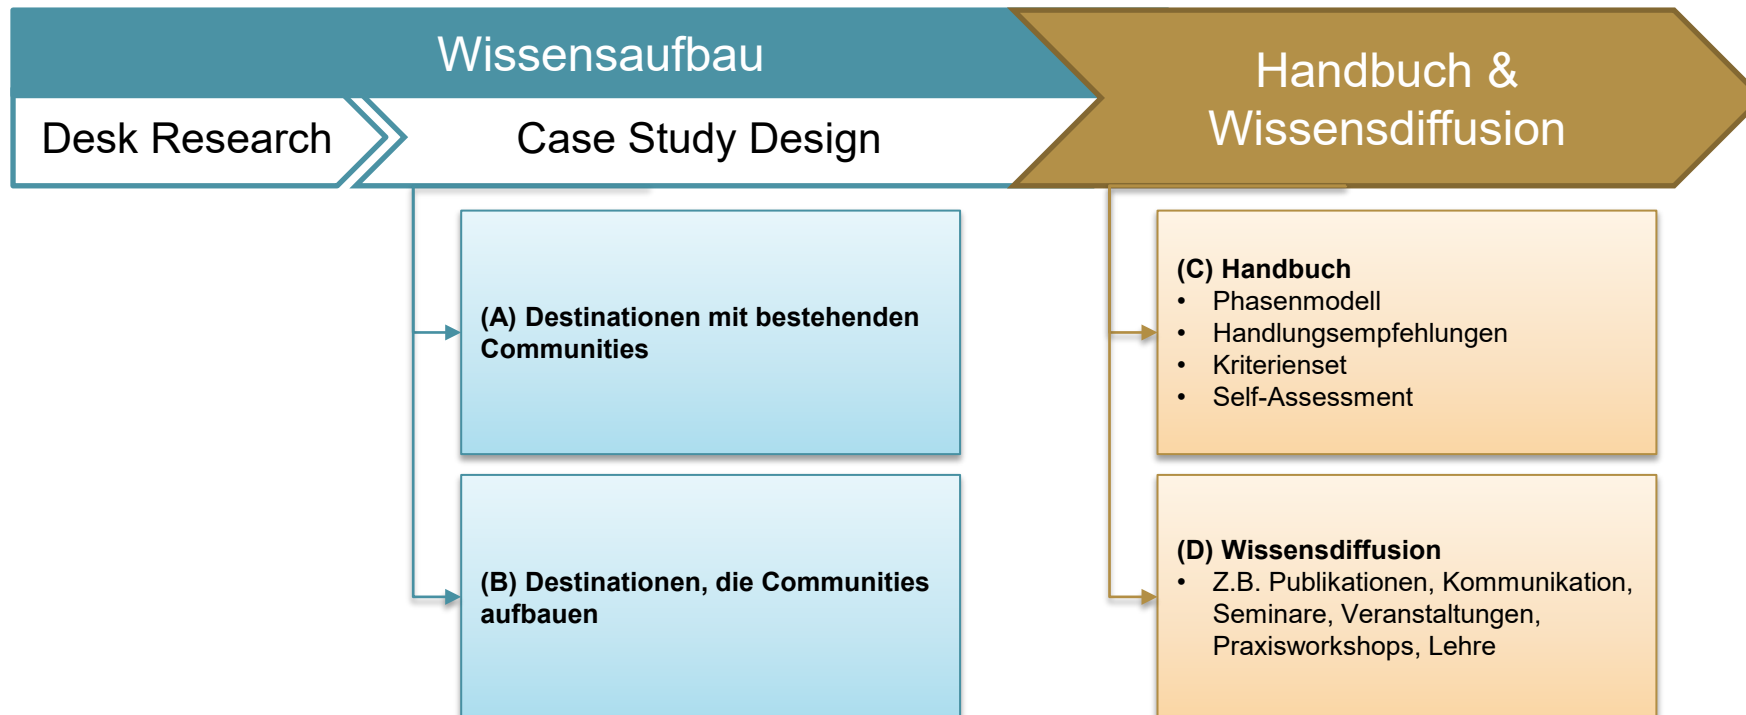 Wissensaufbau
Desk Research
Case Study Design
Handbuch &
Wissensdiffusion
(A) Destinationen mit bestehenden
Communities
(B) Destinationen, die Communities
aufbauen
(C) Handbuch
• Phasenmodell
• Handlungsempfehlungen
• Kriterienset
• Self-Assessment
(D) Wissensdiffusion
• Z.B. Publikationen, Kommunikation,
Seminare, Veranstaltungen,
Praxisworkshops, Lehre